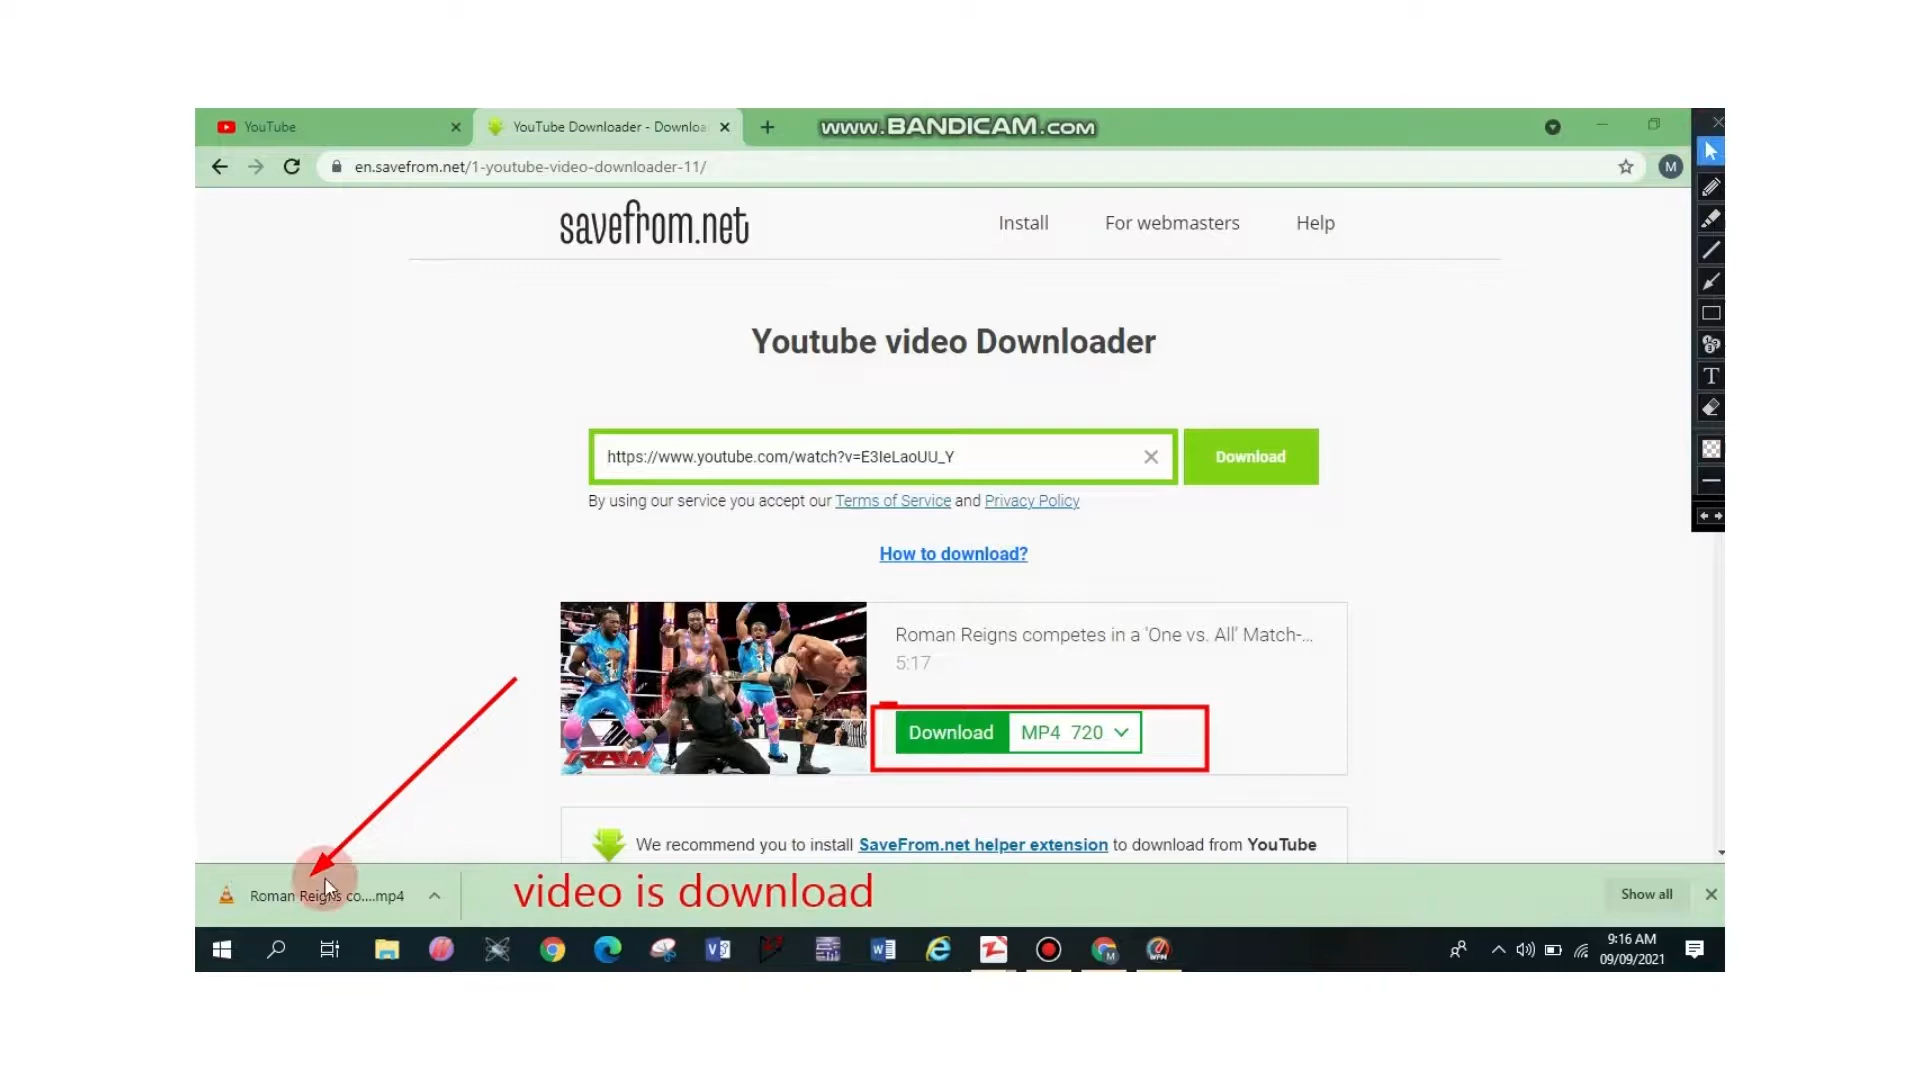 YouTube
YouTube Downloader - Downloa
www.BANDICAM.com
en.savefrom.net/1-youtube-video-downloader-11/
M
savefrom.net
Install
For webmasters
Help
Youtube video Downloader
https://www.youtube.com/watch?v=E3IeLaoUU_Y
Download
By using our service you accept our Terms of Service and Privacy Policy
How to download?
Roman Reigns competes in a 'One vs. All' Match-...
5:17
RAW
Download MP4 720
We recommend you to install SaveFrom.net helper extension to download from YouTube
Roman Reigns co....mp4
video is download
Show all
9:16 AM
09/09/2021